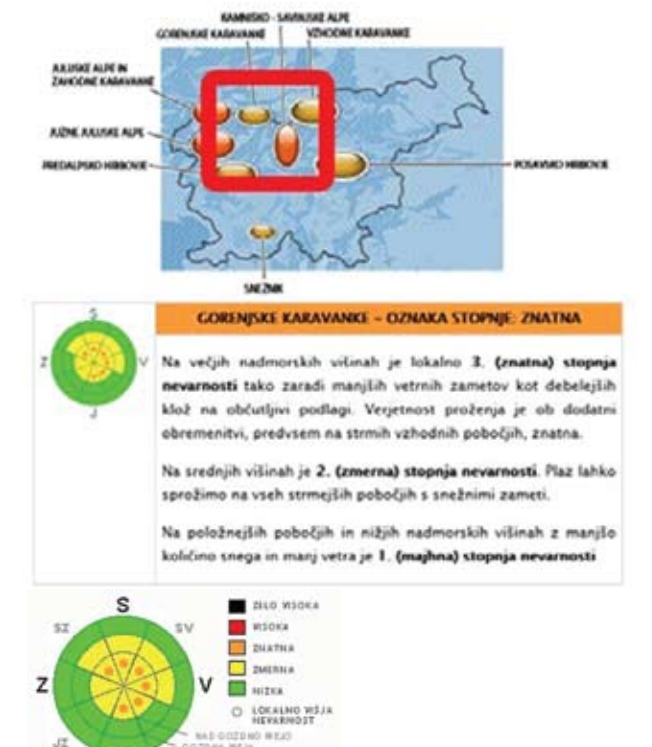 KAMNIŠKO - SAVINJSKE ALPE
GORENJSKE KARAVANKE
VZHODNE KARAVANKE
JULIJSKE ALPE IN
ZAHODNE KARAVANKE
JUŽNE JULIJSKE ALPE
PREDALPSKO HRIBOVJE
POSAVSKO HRIBOVJE
SNEŽNIK
S
Z
V
J
GORENJSKE KARAVANKE – OZNAKA STOPNJE: ZNATNA
Na večjih nadmorskih višinah je lokalno 3. (znatna) stopnja
nevarnosti tako zaradi manjših vetrnih zametov kot debelejših
klož na občutljivi podlagi. Verjetnost proženja je ob dodatni
obremenitvi, predvsem na strmih vzhodnih pobočjih, znatna.
Na srednjih višinah je 2. (zmerna) stopnja nevarnosti. Plaz lahko
sprožimo na vseh strmejših pobočjih s snežnimi zameti.
Na položnejših pobočjih in nižjih nadmorskih višinah z manjšo
količino snega in manj vetra je 1. (majhna) stopnja nevarnosti
S
SZ
SV
Z
V
JZ
ZELO VISOKA
VISOKA
ZNATNA
ZMERNA
NIZKA
LOKALNO VIŠJA
NEVARNOST
NAD GOZDNO MEJO
GOZDNA MEJA